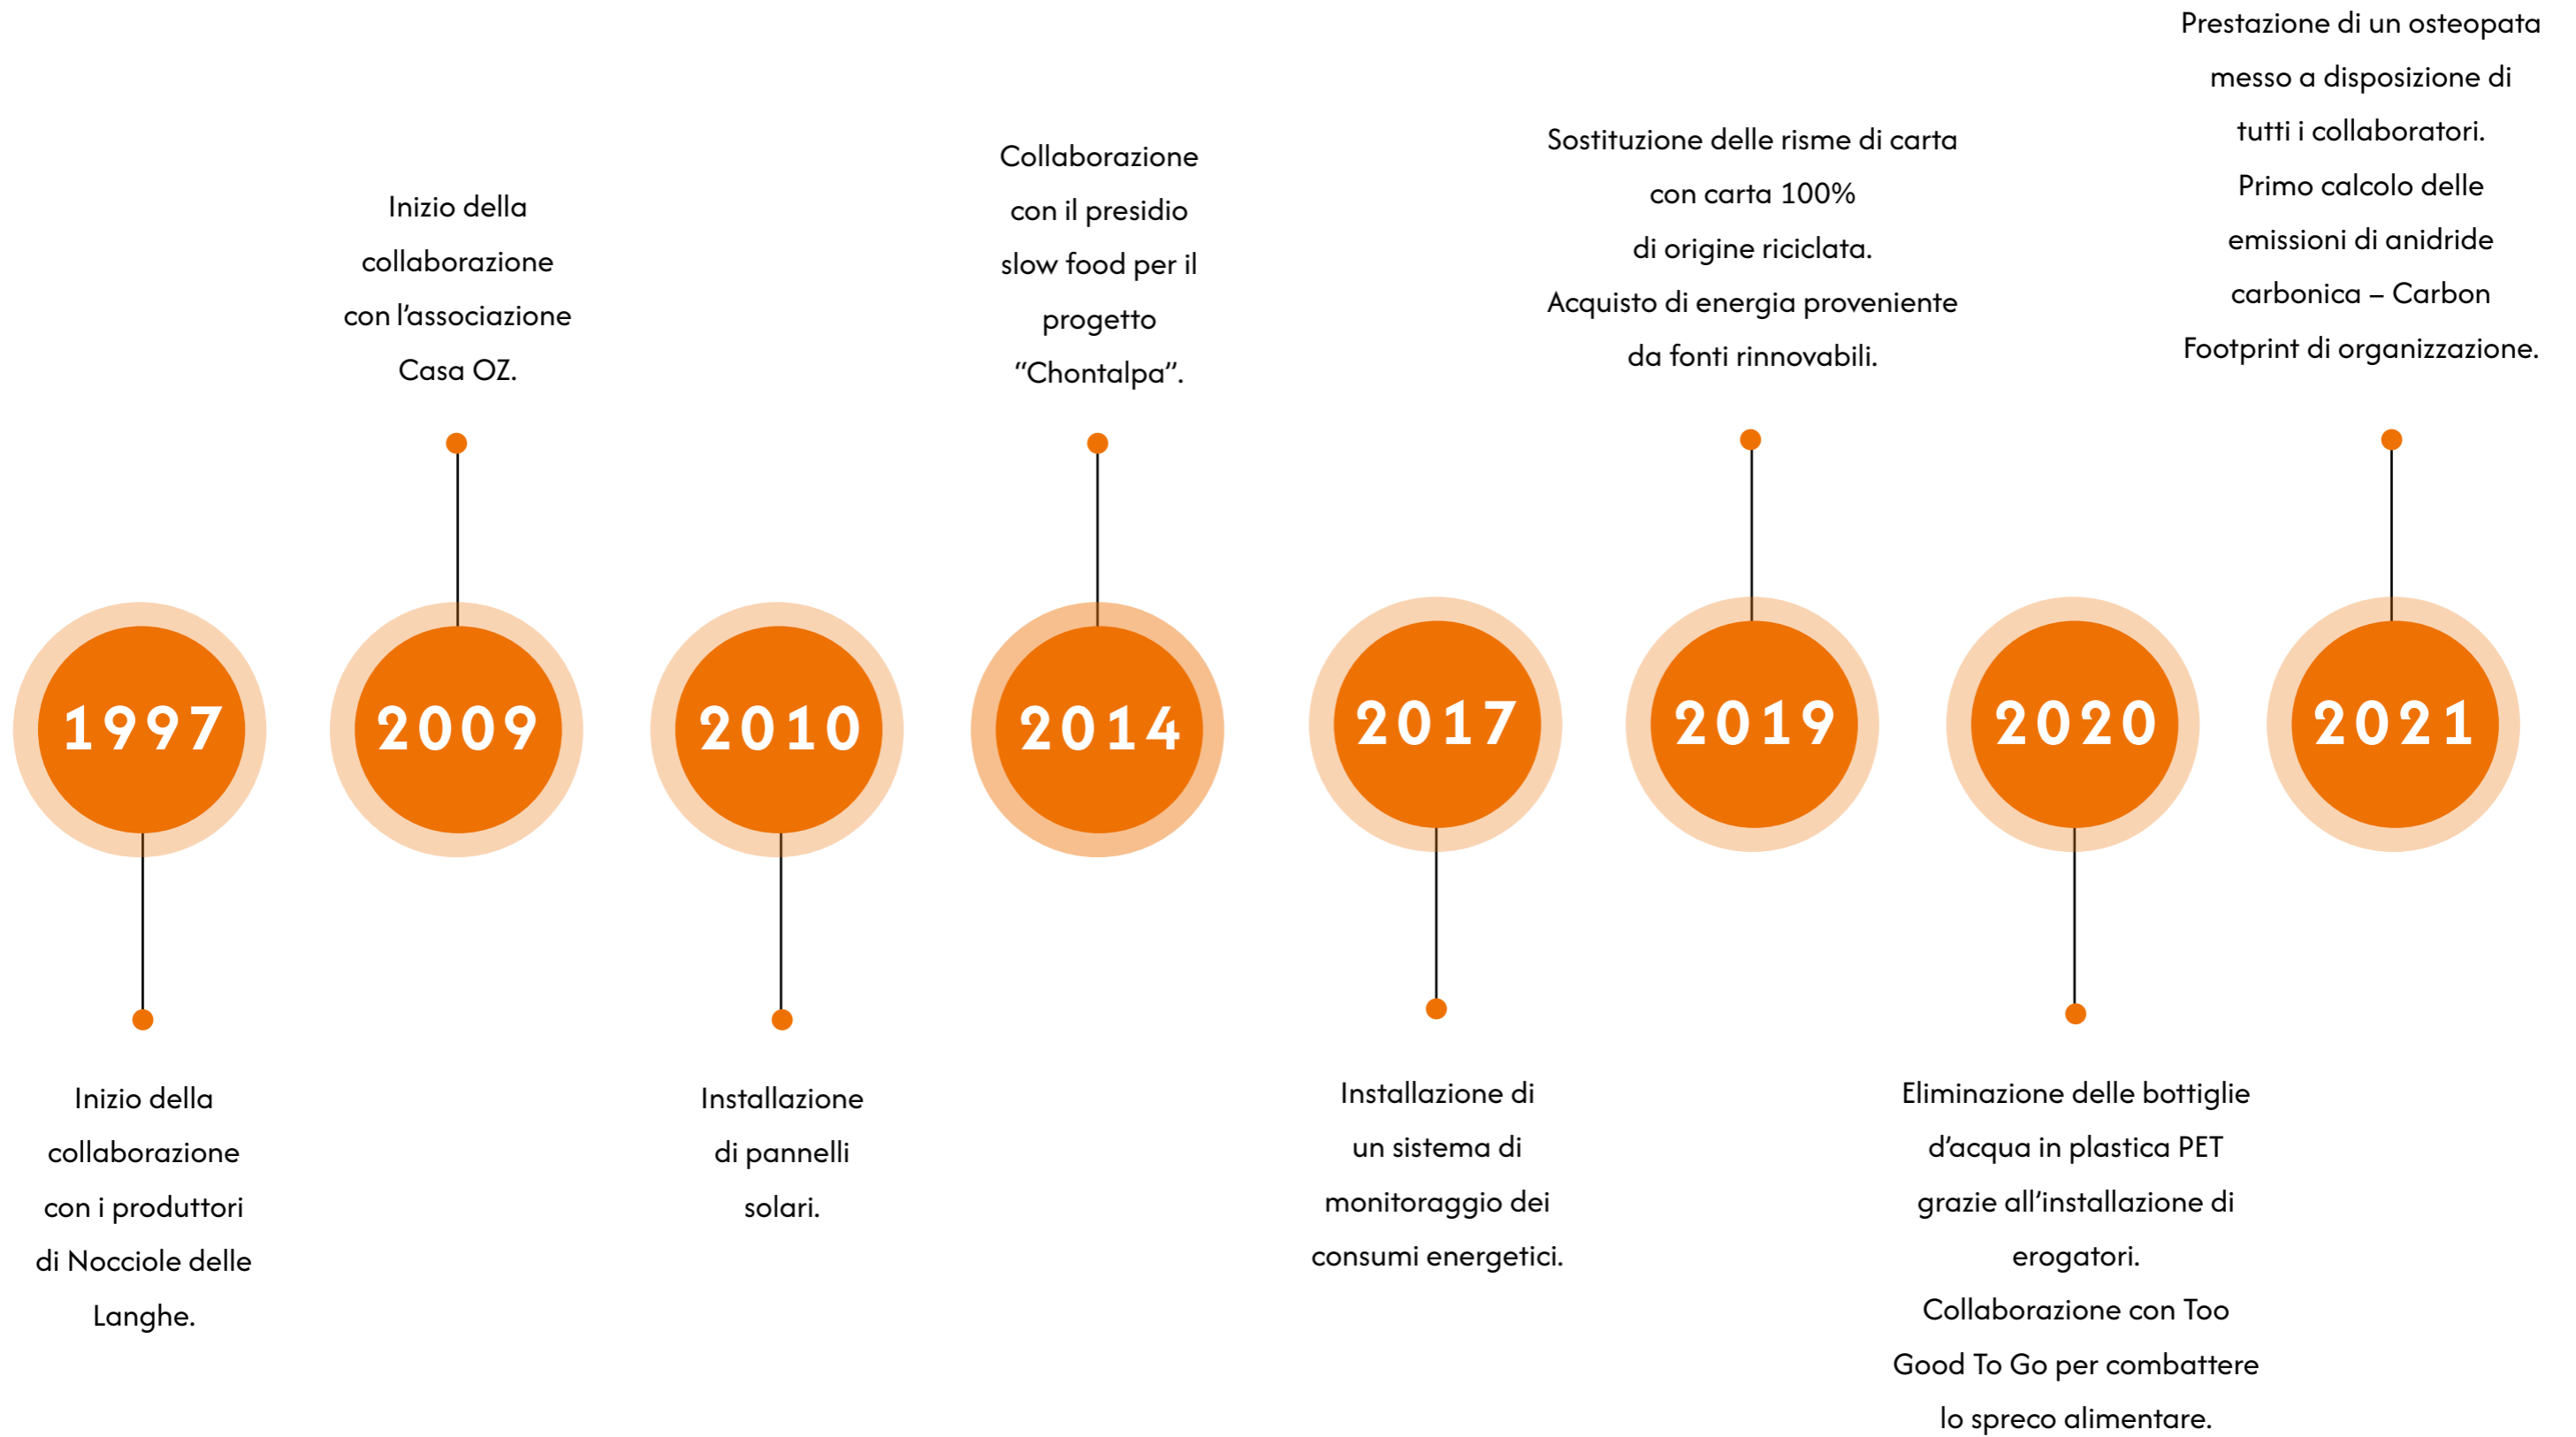 1997
Inizio della
collaborazione
con i produttori
di Nocciole delle
Langhe.
Inizio della
collaborazione
con l’associazione
Casa OZ.
2009
2010
Installazione
di pannelli
solari.
Collaborazione
con il presidio
slow food per il
progetto
“Chontalpa”.
2014
2017
Installazione di
un sistema di
monitoraggio dei
consumi energetici.
Sostituzione delle risme di carta
con carta 100%
di origine riciclata.
Acquisto di energia proveniente
da fonti rinnovabili.
2019
2020
Eliminazione delle bottiglie
d’acqua in plastica PET
grazie all’installazione di
erogatori.
Collaborazione con Too
Good To Go per combattere
lo spreco alimentare.
Prestazione di un osteopata
messo a disposizione di
tutti i collaboratori.
Primo calcolo delle
emissioni di anidride
carbonica – Carbon
Footprint di organizzazione.
2021